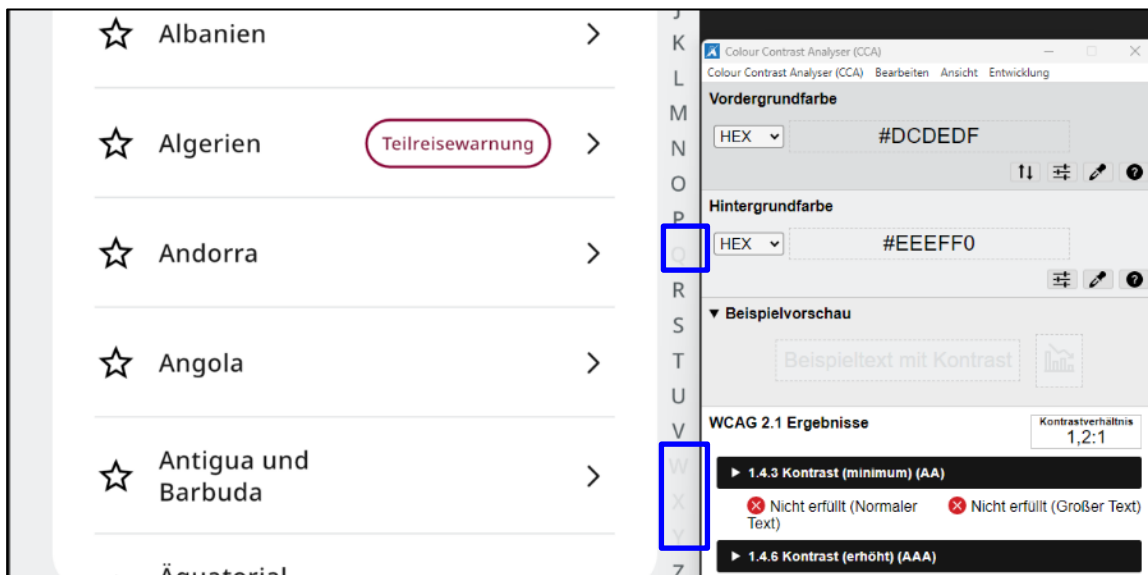 Albanien
Algerien
Teilreisewarnung
Andorra
Angola
Antigua und
Barbuda
Äquatorial
J
K
L
M
N
O
P
Q
R
S
T
U
V
W
X
Y
Z
Colour Contrast Analyser (CCA)
Colour Contrast Analyser (CCA) Bearbeiten Ansicht Entwicklung
Vordergrundfarbe
HEX #DCDEDF
Hintergrundfarbe
HEX #EEEFF0
▼ Beispielvorschau
Beispieltext mit Kontrast
WCAG 2.1 Ergebnisse
Kontrastverhältnis
1,2:1
▶ 1.4.3 Kontrast (minimum) (AA)
Nicht erfüllt (Normaler
Text)
Nicht erfüllt (Großer Text)
▶ 1.4.6 Kontrast (erhöht) (AAA)